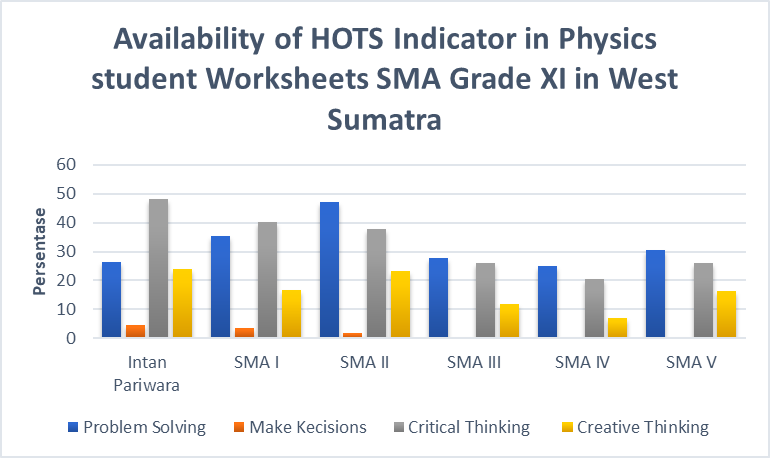 Availability of HOTS Indicator in Physics
student Worksheets SMA Grade XI in West
Sumatra
Persentase
60
50
40
30
20
10
0
Intan
Pariwara
SMA I
SMA II
SMA III
SMA IV
SMA V
Problem Solving
Make Kecisions
Critical Thinking
Creative Thinking